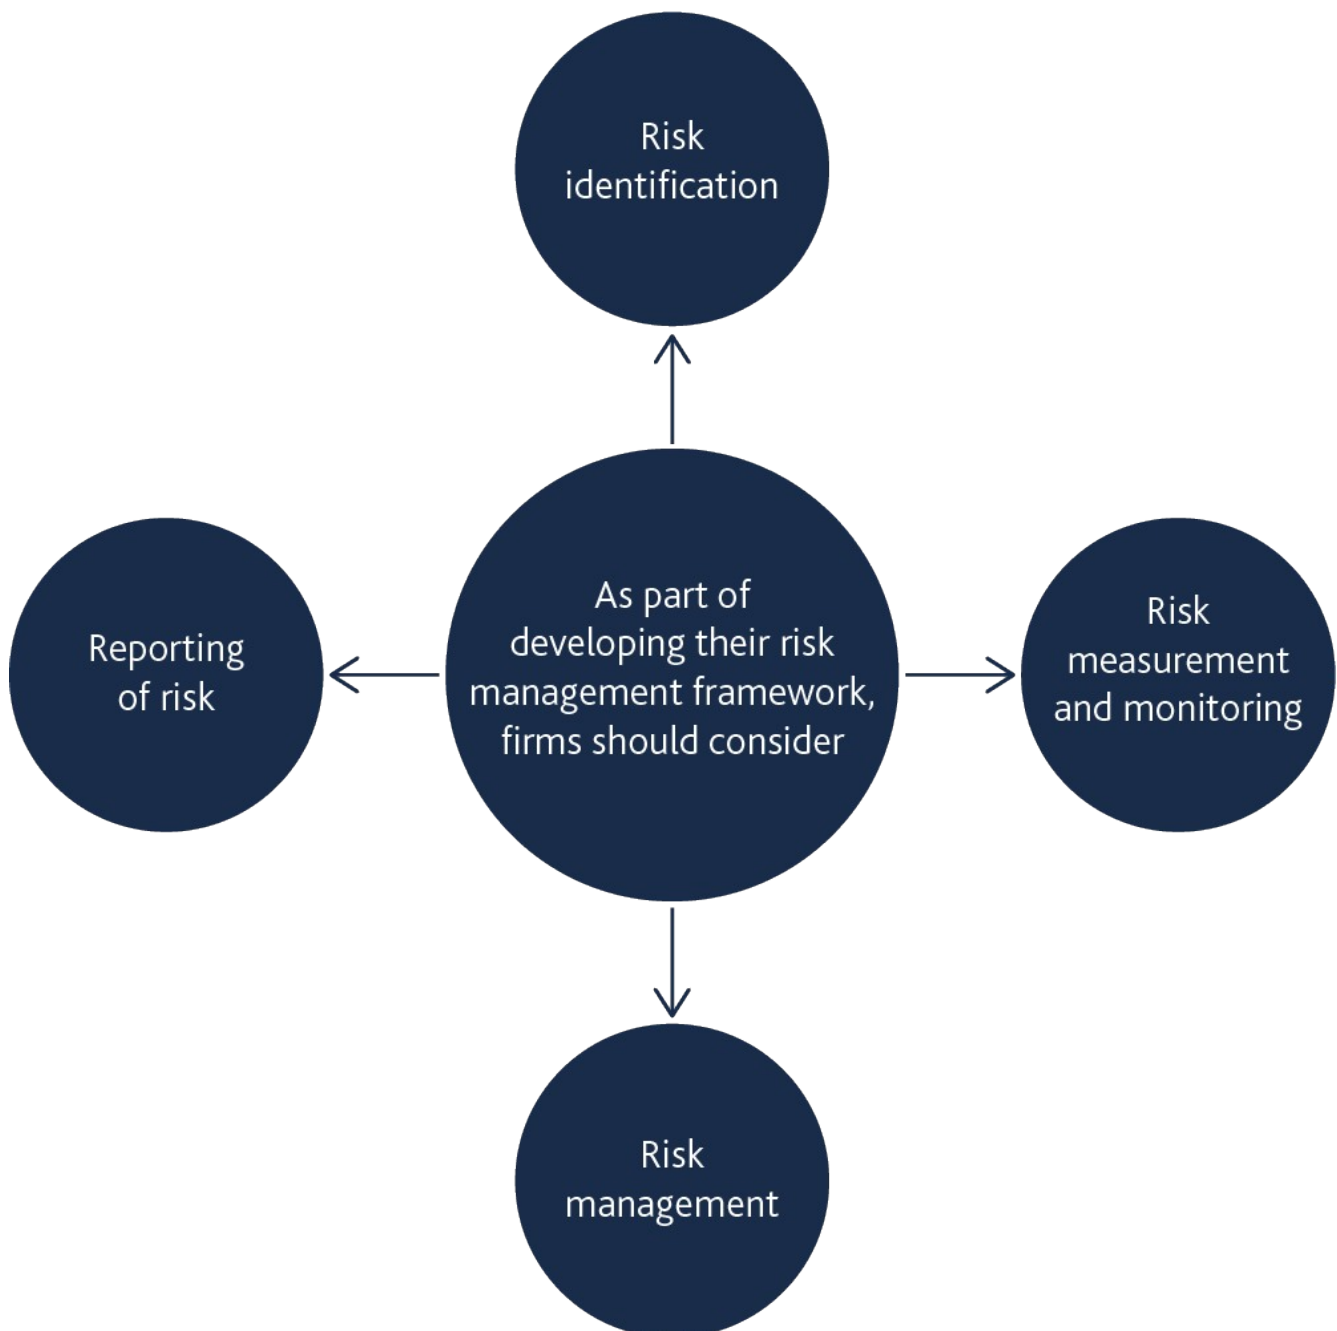 Risk
identification
As part of
developing their risk
management framework,
firms should consider
Reporting
of risk
Risk
measurement
and monitoring
Risk
management